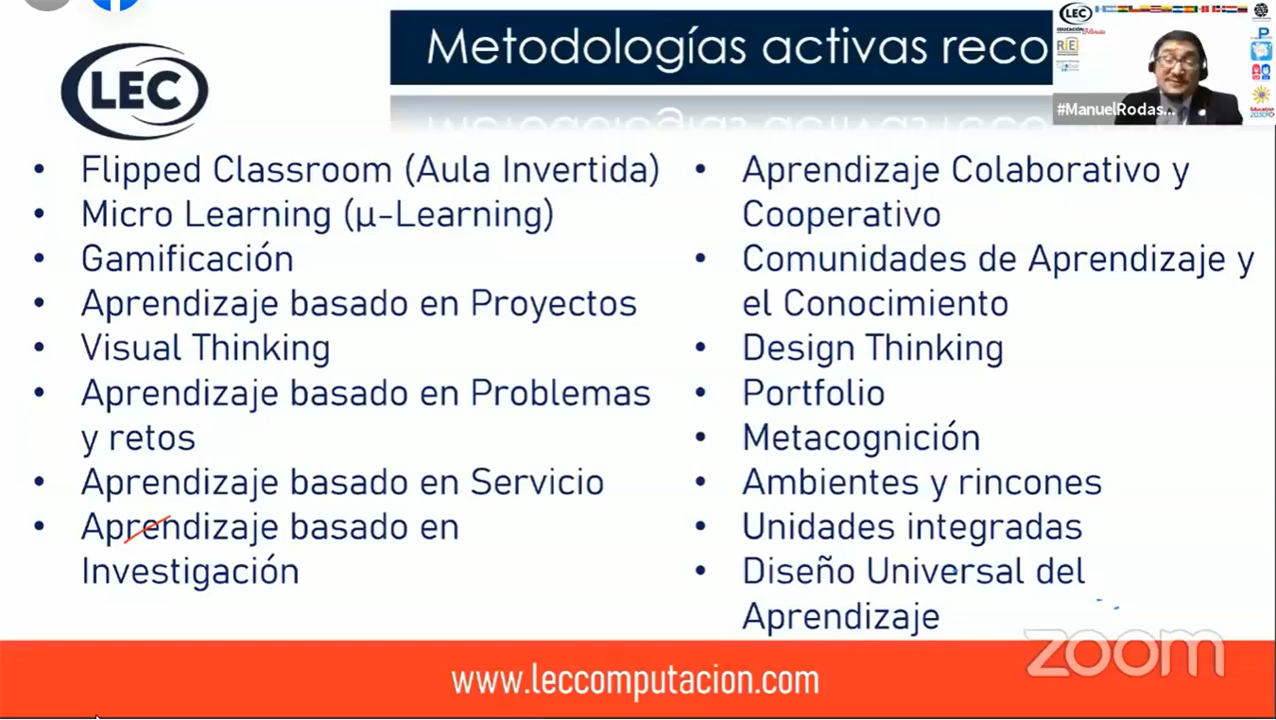 LEC
Metodologías activas reco
LEC
#ManuelRodas...
• Flipped Classroom (Aula Invertida)
• Micro Learning (µ-Learning)
• Gamificación
• Aprendizaje basado en Proyectos
• Visual Thinking
• Aprendizaje basado en Problemas
y retos
• Aprendizaje basado en Servicio
• Aprendizaje basado en
Investigación
• Aprendizaje Colaborativo y
Cooperativo
• Comunidades de Aprendizaje y
el Conocimiento
• Design Thinking
• Portfolio
• Metacognición
• Ambientes y rincones
• Unidades integradas
• Diseño Universal del
Aprendizaje
zoom
www.leccomputacion.com